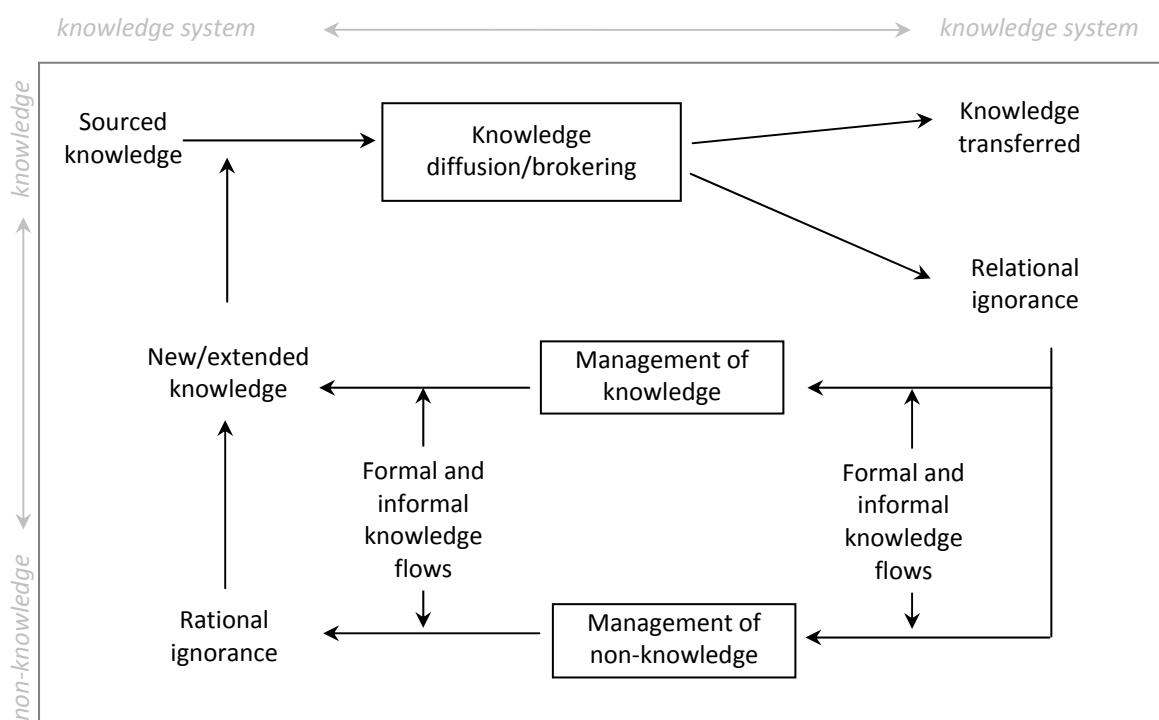 knowledge system
knowledge system
knowledge
non-knowledge
Sourced
knowledge
Knowledge
diffusion/brokering
Knowledge
transferred
Relational
ignorance
New/extended
knowledge
Management of
knowledge
Formal and
informal
knowledge
flows
Formal and
informal
knowledge
flows
Rational
ignorance
Management of
non-knowledge